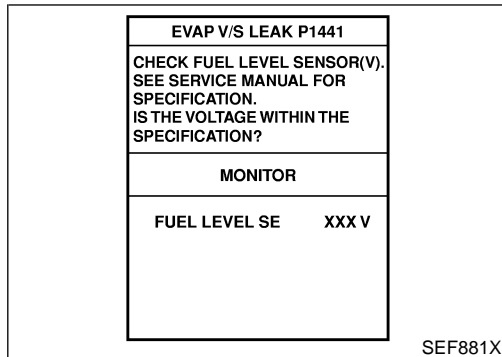 EVAP V/S LEAK P1441
CHECK FUEL LEVEL SENSOR(V).
SEE SERVICE MANUAL FOR
SPECIFICATION.
IS THE VOLTAGE WITHIN THE
SPECIFICATION?
MONITOR
FUEL LEVEL SE XXX V
SEF881X